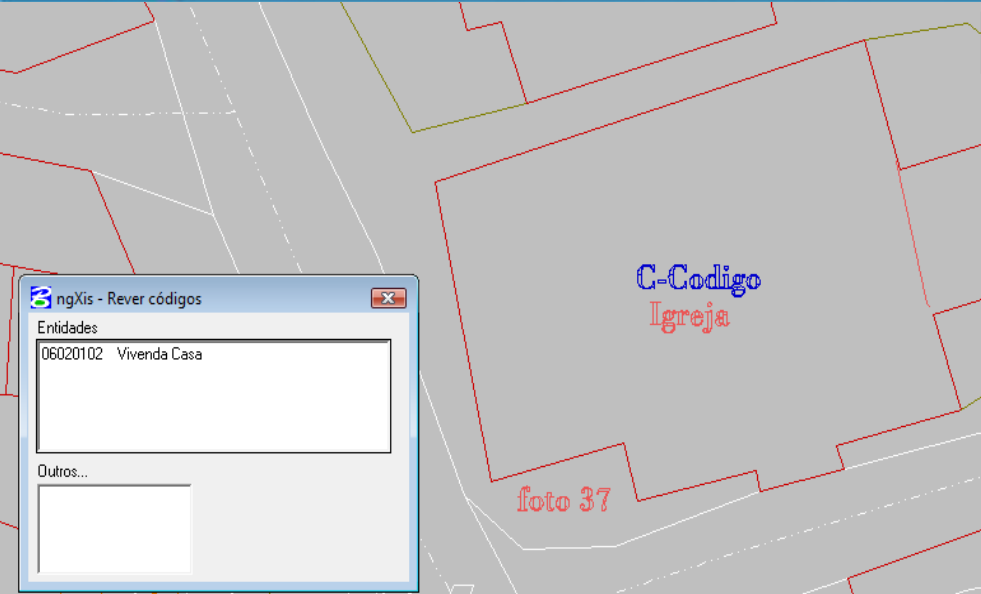 C-Codigo
Igreja
ngXis - Rever códigos
Entidades
06020102 Vivenda Casa
Outros...
foto 37